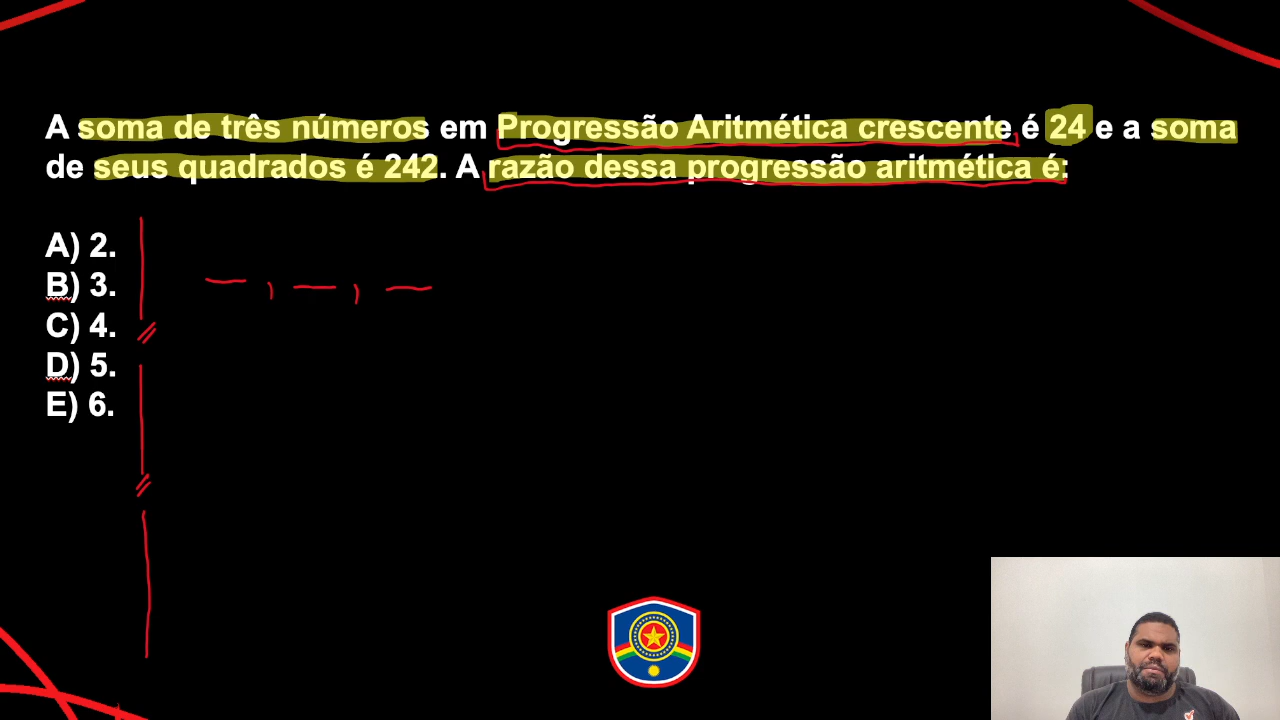 A soma de três números em Progressão Aritmética crescente é 24 e a soma
de seus quadrados é 242. A razão dessa progressão aritmética é:
A) 2.
B) 3.
C) 4.
D) 5.
E) 6.